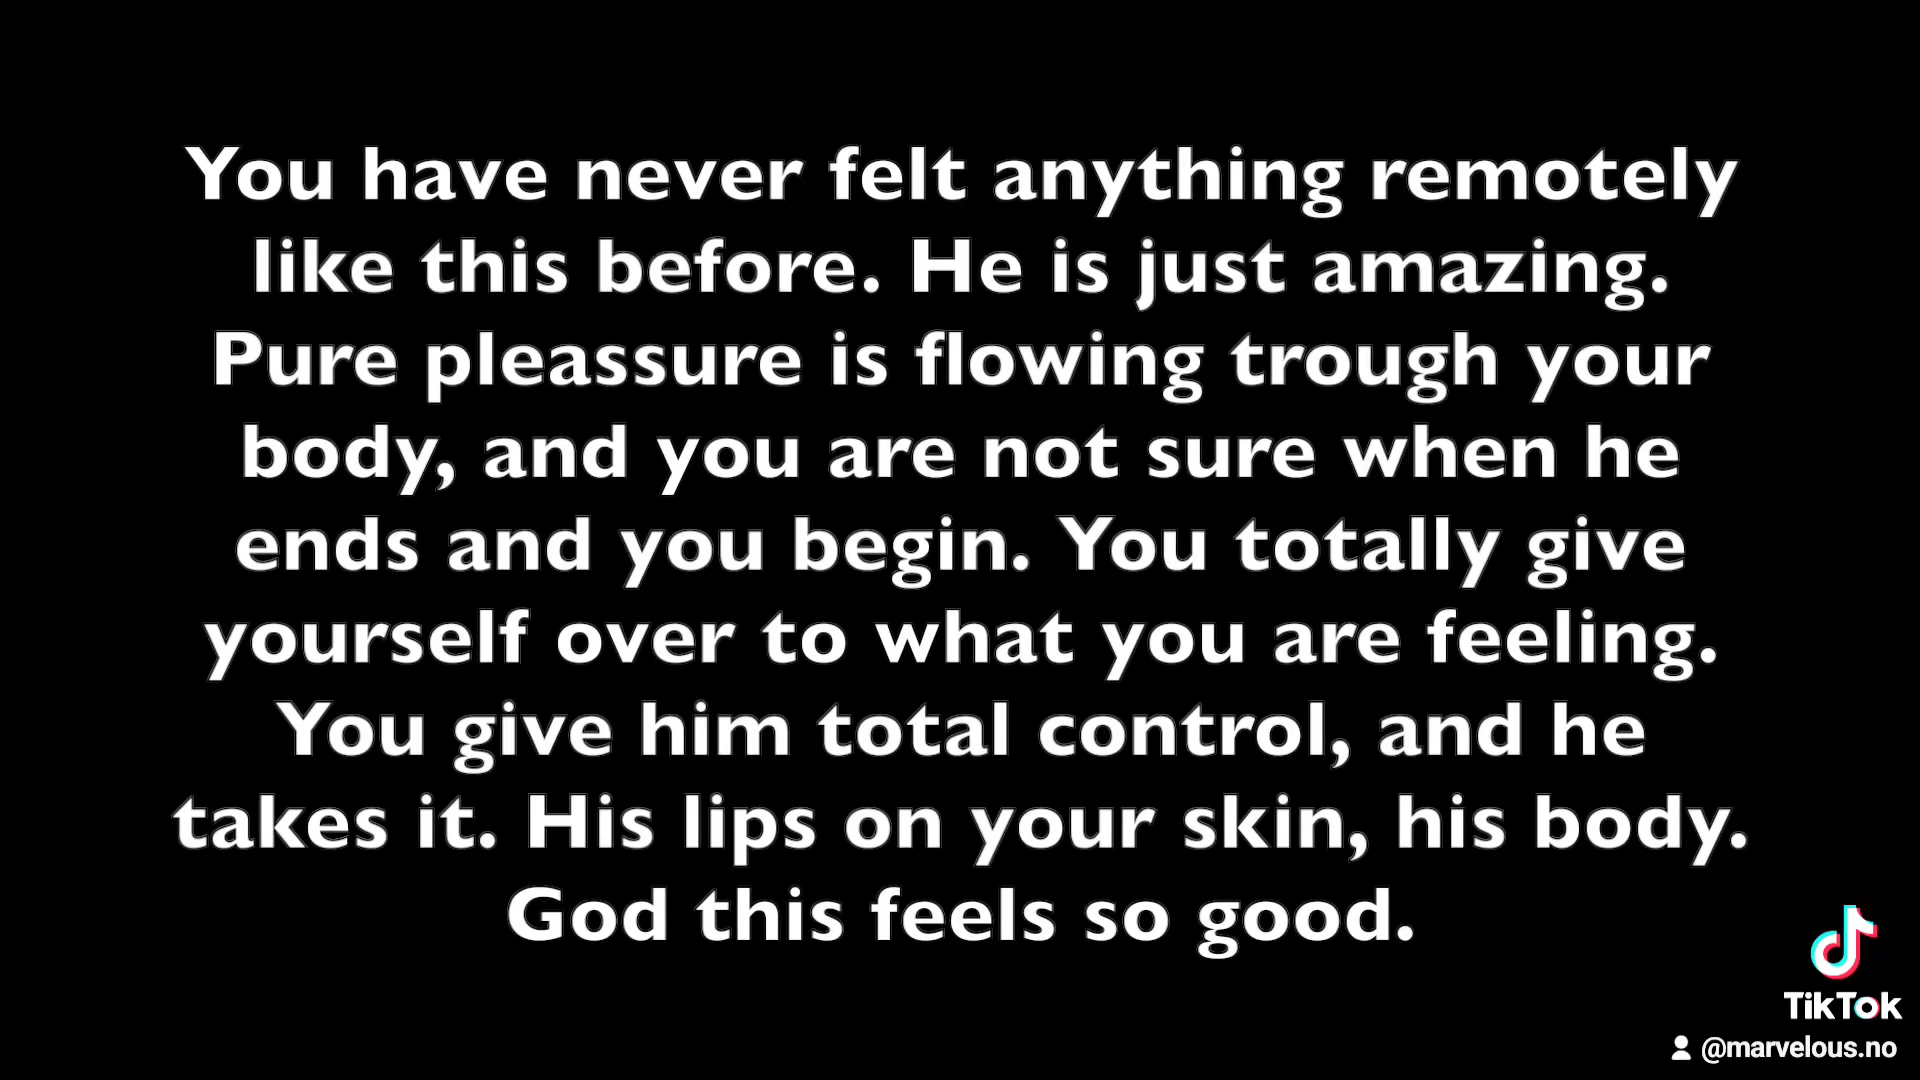 You have never felt anything remotely
like this before. He is just amazing.
Pure pleassure is flowing trough your
body, and you are not sure when he
ends and you begin. You totally give
yourself over to what you are feeling.
You give him total control, and he
takes it. His lips on your skin, his body.
God this feels so good.
TikTok
@marvelous.no